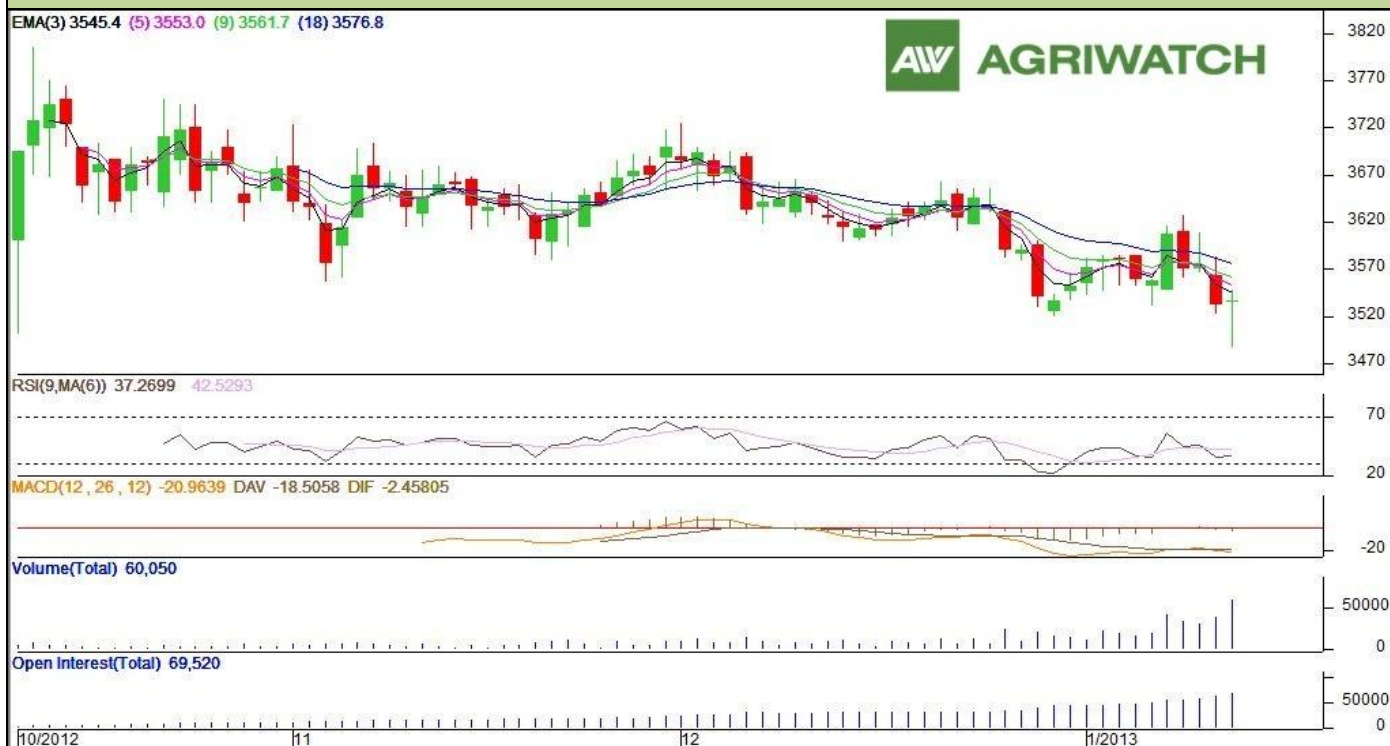 EMA(3) 3545.4 (5) 3553.0 (9) 3561.7 (18) 3576.8
AW AGRIWATCH
3820
3770
3720
3670
3620
3570
3520
3470
RSI(9,MA(6)) 37.2699 42.5293
70
20
MACD(12 , 26 , 12) -20.9639 DAV -18.5058 DIF -2.45805
-20
Volume(Total) 60,050
50000
0
Open Interest(Total) 69,520
50000
0
10/2012 11 12 1/2013